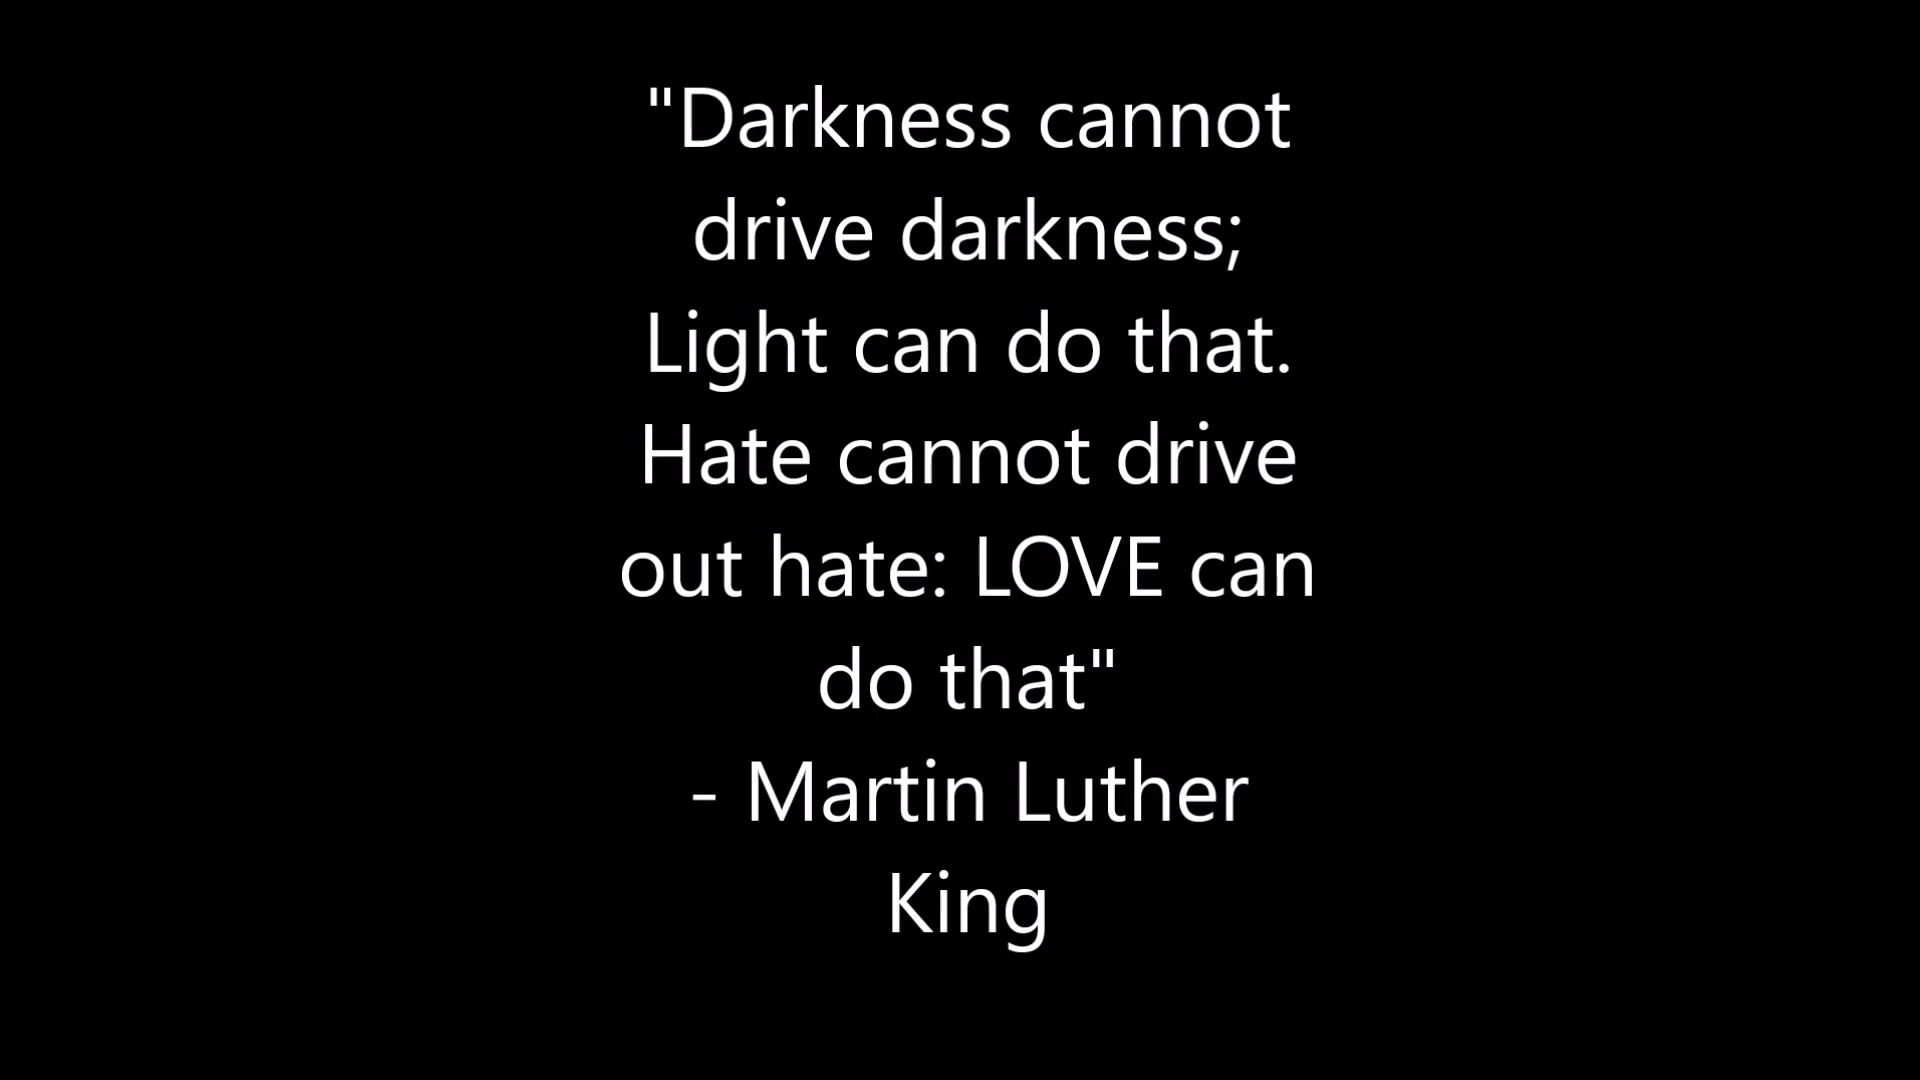 "Darkness cannot
drive darkness;
Light can do that.
Hate cannot drive
out hate: LOVE can
do that"
- Martin Luther
King